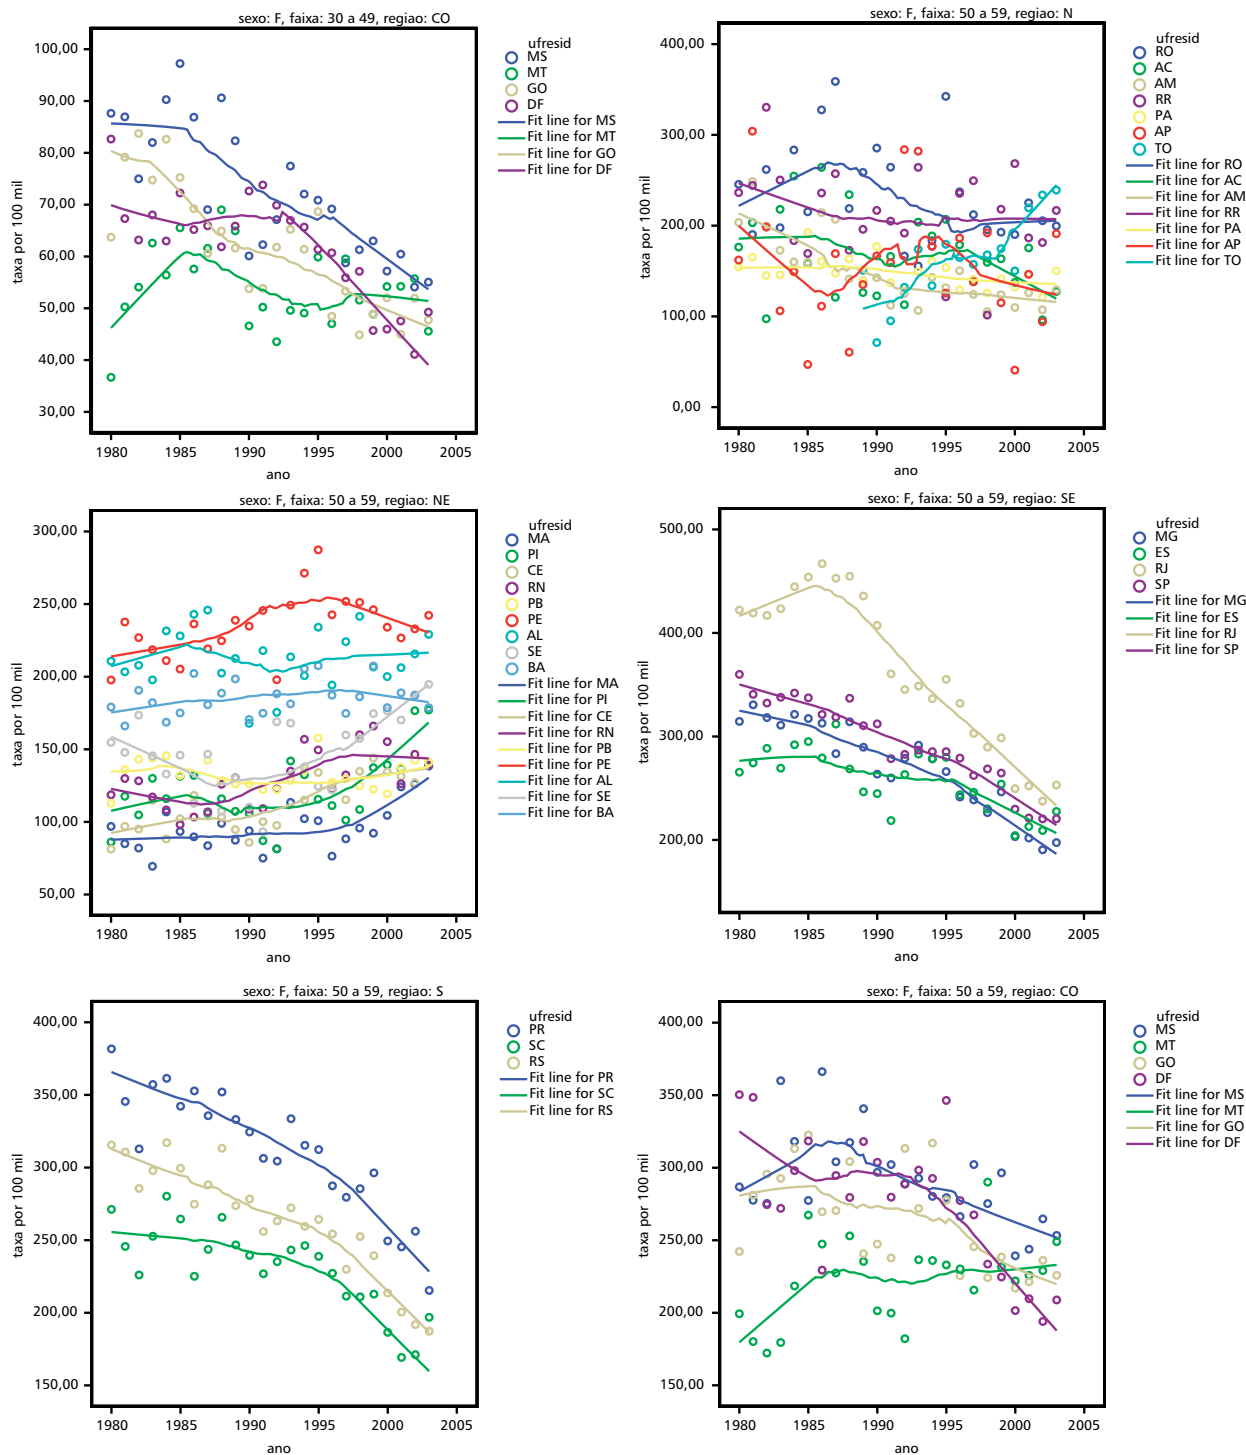 sexo: F, faixa: 30 a 49, regiao: CO
taxa por 100 mil
100,00
90,00
80,00
70,00
60,00
50,00
40,00
30,00
1980
1985
1990
1995
2000
2005
ano
ufresid
MS
MT
GO
DF
Fit line for MS
Fit line for MT
Fit line for GO
Fit line for DF
sexo: F, faixa: 50 a 59, regiao: N
taxa por 100 mil
400,00
300,00
200,00
100,00
0,00
1980
1985
1990
1995
2000
2005
ano
ufresid
RO
AC
AM
RR
PA
AP
TO
Fit line for RO
Fit line for AC
Fit line for AM
Fit line for RR
Fit line for PA
Fit line for AP
Fit line for TO
sexo: F, faixa: 50 a 59, regiao: NE
taxa por 100 mil
300,00
250,00
200,00
150,00
100,00
50,00
1980
1985
1990
1995
2000
2005
ano
ufresid
MA
PI
CE
RN
PB
PE
AL
SE
BA
Fit line for MA
Fit line for PI
Fit line for CE
Fit line for RN
Fit line for PB
Fit line for PE
Fit line for AL
Fit line for SE
Fit line for BA
sexo: F, faixa: 50 a 59, regiao: SE
taxa por 100 mil
500,00
400,00
300,00
200,00
1980
1985
1990
1995
2000
2005
ano
ufresid
MG
ES
RJ
SP
Fit line for MG
Fit line for ES
Fit line for RJ
Fit line for SP
sexo: F, faixa: 50 a 59, regiao: S
taxa por 100 mil
400,00
350,00
300,00
250,00
200,00
150,00
1980
1985
1990
1995
2000
2005
ano
ufresid
PR
SC
RS
Fit line for PR
Fit line for SC
Fit line for RS
sexo: F, faixa: 50 a 59, regiao: CO
taxa por 100 mil
400,00
350,00
300,00
250,00
200,00
150,00
1980
1985
1990
1995
2000
2005
ano
ufresid
MS
MT
GO
DF
Fit line for MS
Fit line for MT
Fit line for GO
Fit line for DF